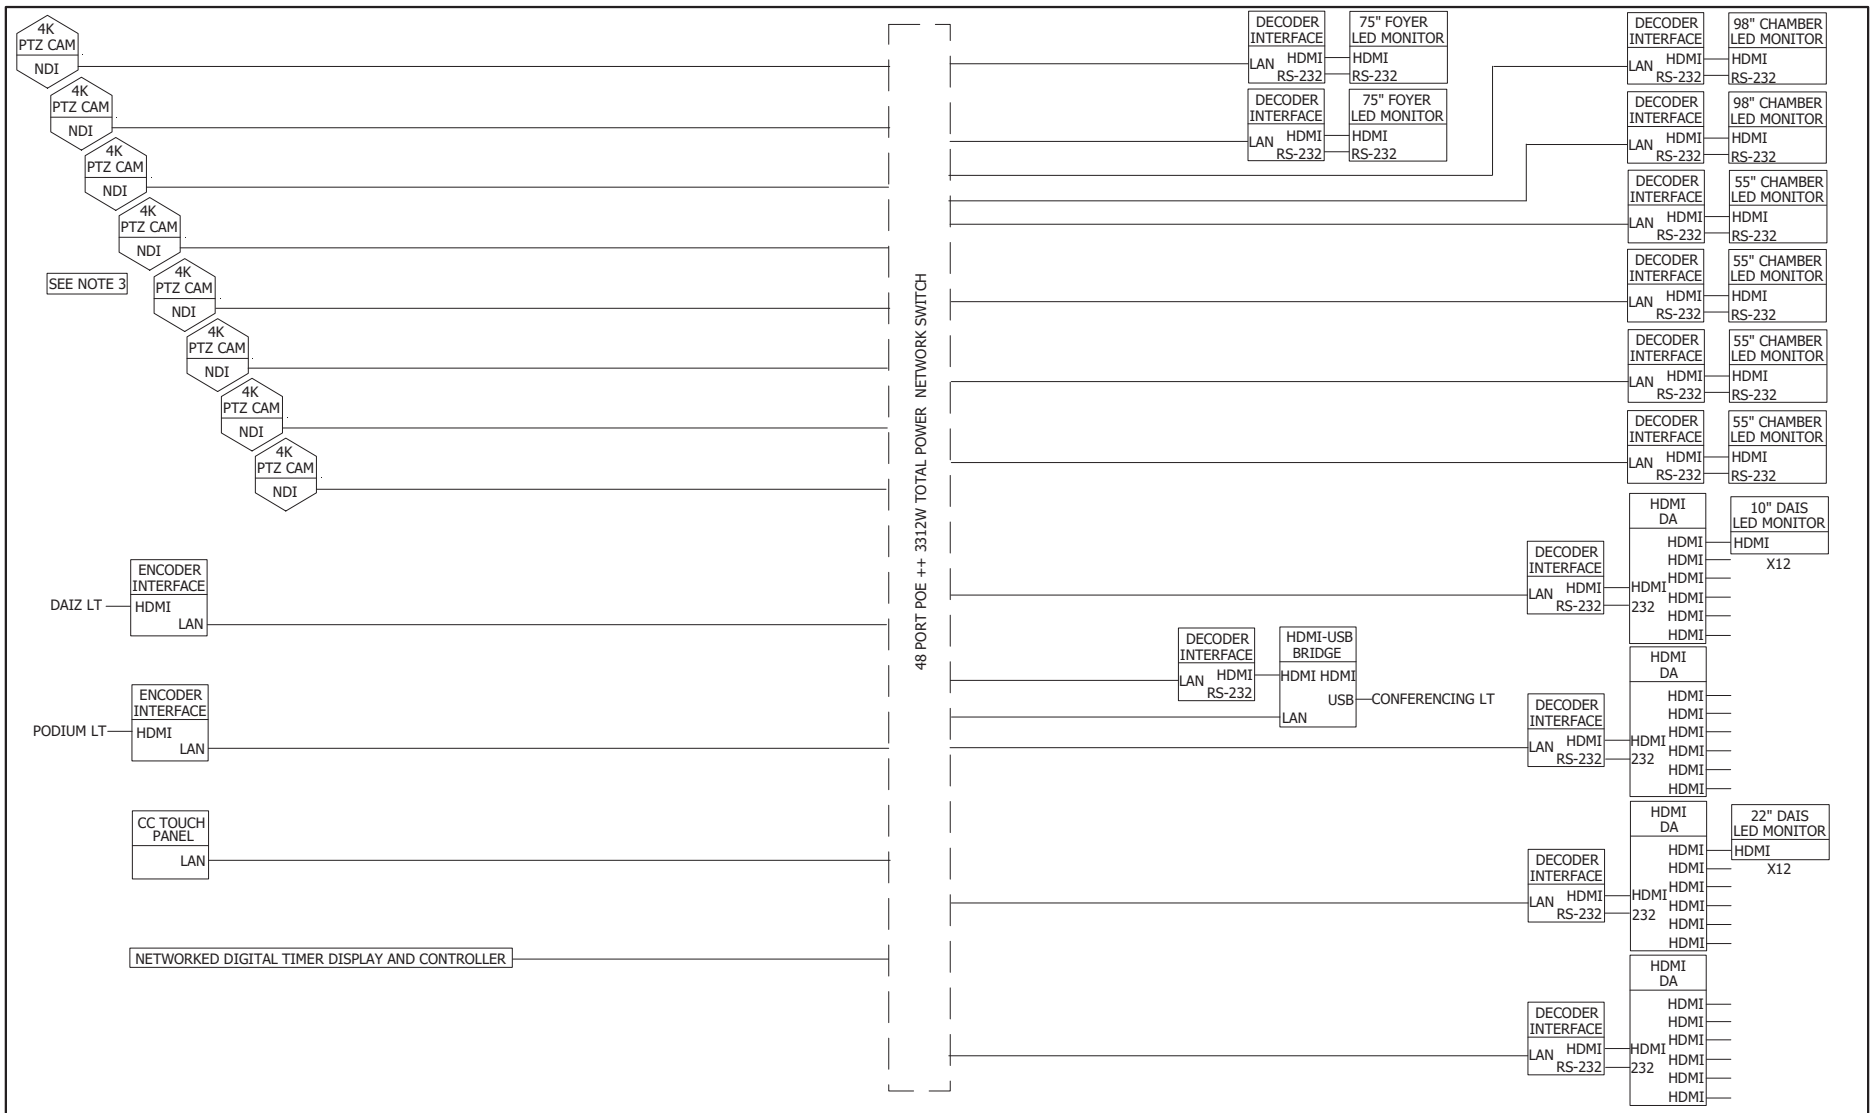 4K
PTZ CAM
NDI
4K
PTZ CAM
NDI
4K
PTZ CAM
NDI
4K
PTZ CAM
NDI
SEE NOTE 3
4K
PTZ CAM
NDI
4K
PTZ CAM
NDI
4K
PTZ CAM
NDI
4K
PTZ CAM
NDI
ENCODER
INTERFACE
DAIZ LT
HDMI
LAN
ENCODER
INTERFACE
PODIUM LT
HDMI
LAN
CC TOUCH
PANEL
LAN
NETWORKED DIGITAL TIMER DISPLAY AND CONTROLLER
48 PORT POE ++ 3312W TOTAL POWER NETWORK SWITCH
DECODER
INTERFACE
LAN HDMI
RS-232
75" FOYER
LED MONITOR
HDMI
RS-232
DECODER
INTERFACE
LAN HDMI
RS-232
75" FOYER
LED MONITOR
HDMI
RS-232
DECODER
INTERFACE
LAN HDMI
RS-232
98" CHAMBER
LED MONITOR
HDMI
RS-232
DECODER
INTERFACE
LAN HDMI
RS-232
98" CHAMBER
LED MONITOR
HDMI
RS-232
DECODER
INTERFACE
LAN HDMI
RS-232
55" CHAMBER
LED MONITOR
HDMI
RS-232
DECODER
INTERFACE
LAN HDMI
RS-232
55" CHAMBER
LED MONITOR
HDMI
RS-232
DECODER
INTERFACE
LAN HDMI
RS-232
55" CHAMBER
LED MONITOR
HDMI
RS-232
DECODER
INTERFACE
LAN HDMI
RS-232
55" CHAMBER
LED MONITOR
HDMI
RS-232
DECODER
INTERFACE
LAN HDMI
RS-232
HDMI
DA
HDMI
HDMI
HDMI
HDMI HDMI
232 HDMI
HDMI
10" DAIS
LED MONITOR
HDMI
X12
DECODER
INTERFACE
LAN HDMI
RS-232
HDMI-USB
BRIDGE
HDMI HDMI
USB
LAN
CONFERENCING LT
DECODER
INTERFACE
LAN HDMI
RS-232
HDMI
DA
HDMI
HDMI
HDMI
HDMI HDMI
232 HDMI
HDMI
DECODER
INTERFACE
LAN HDMI
RS-232
HDMI
DA
HDMI
HDMI
HDMI
HDMI HDMI
232 HDMI
HDMI
22" DAIS
LED MONITOR
HDMI
X12
DECODER
INTERFACE
LAN HDMI
RS-232
HDMI
DA
HDMI
HDMI
HDMI
HDMI HDMI
232 HDMI
HDMI